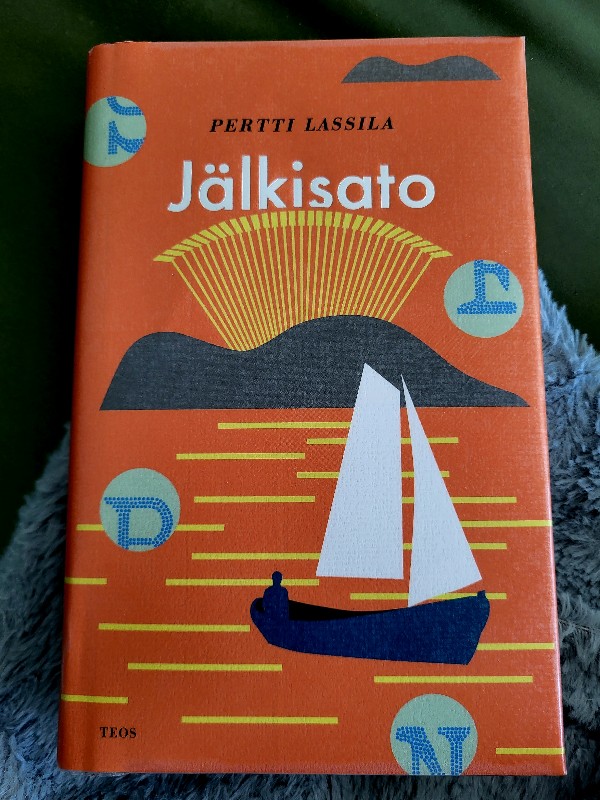 PERTTI LASSILA
Jälkisato
J
D
N
TEOS